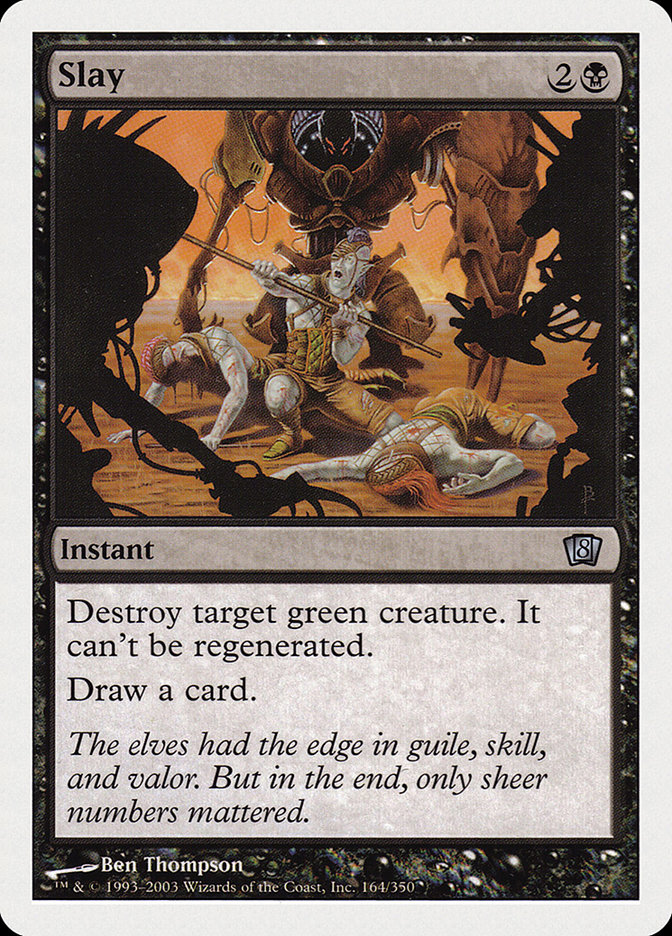 Slay
2
Instant
8
Destroy target green creature. It
can't be regenerated.
Draw a card.
The elves had the edge in guile, skill,
and valor. But in the end, only sheer
numbers mattered.
Ben Thompson
™ & © 1993–2003 Wizards of the Coast, Inc. 164/350